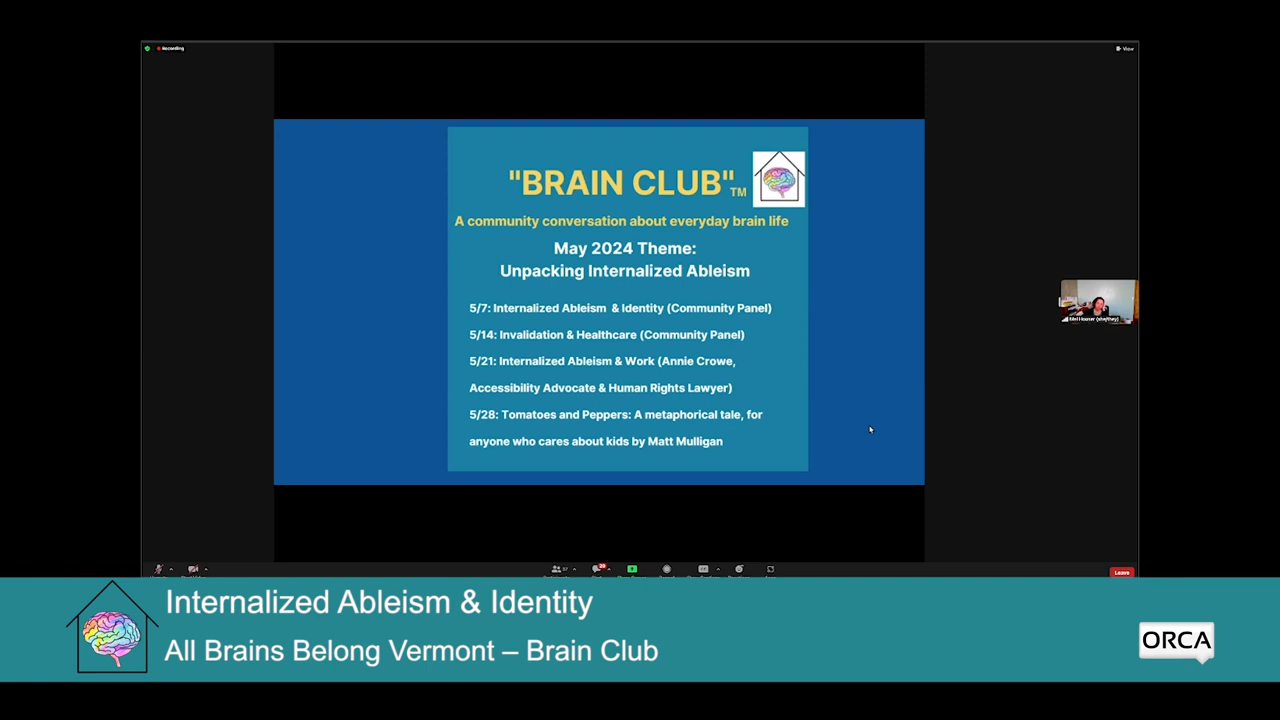 Recording
View
"BRAIN CLUB" TM
A community conversation about everyday brain life
May 2024 Theme:
Unpacking Internalized Ableism
5/7: Internalized Ableism & Identity (Community Panel)
5/14: Invalidation & Healthcare (Community Panel)
5/21: Internalized Ableism & Work (Annie Crowe,
Accessibility Advocate & Human Rights Lawyer)
5/28: Tomatoes and Peppers: A metaphorical tale, for
anyone who cares about kids by Matt Mulligan
Leave
Internalized Ableism & Identity
All Brains Belong Vermont – Brain Club
ORCA